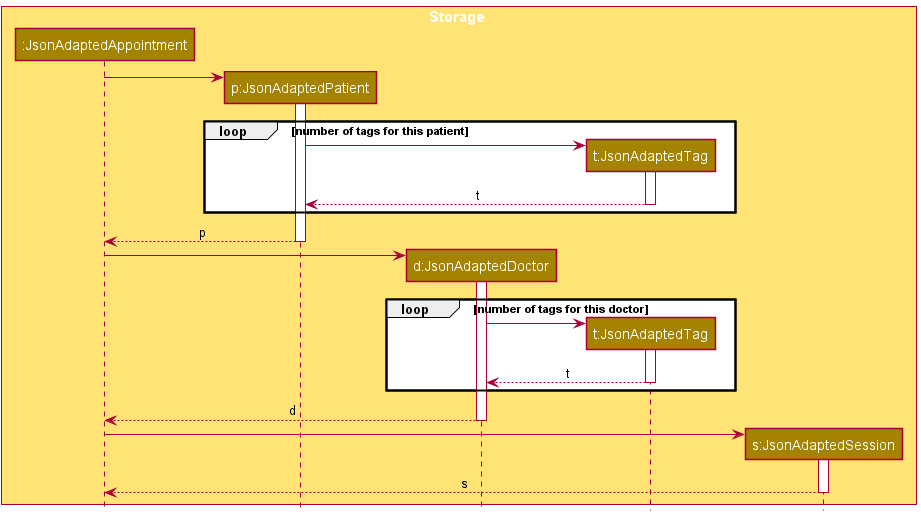 Storage
:JsonAdaptedAppointment
p:JsonAdaptedPatient
loop [number of tags for this patient]
t:JsonAdaptedTag
t
p
d:JsonAdaptedDoctor
loop [number of tags for this doctor]
t:JsonAdaptedTag
t
d
s:JsonAdaptedSession
s